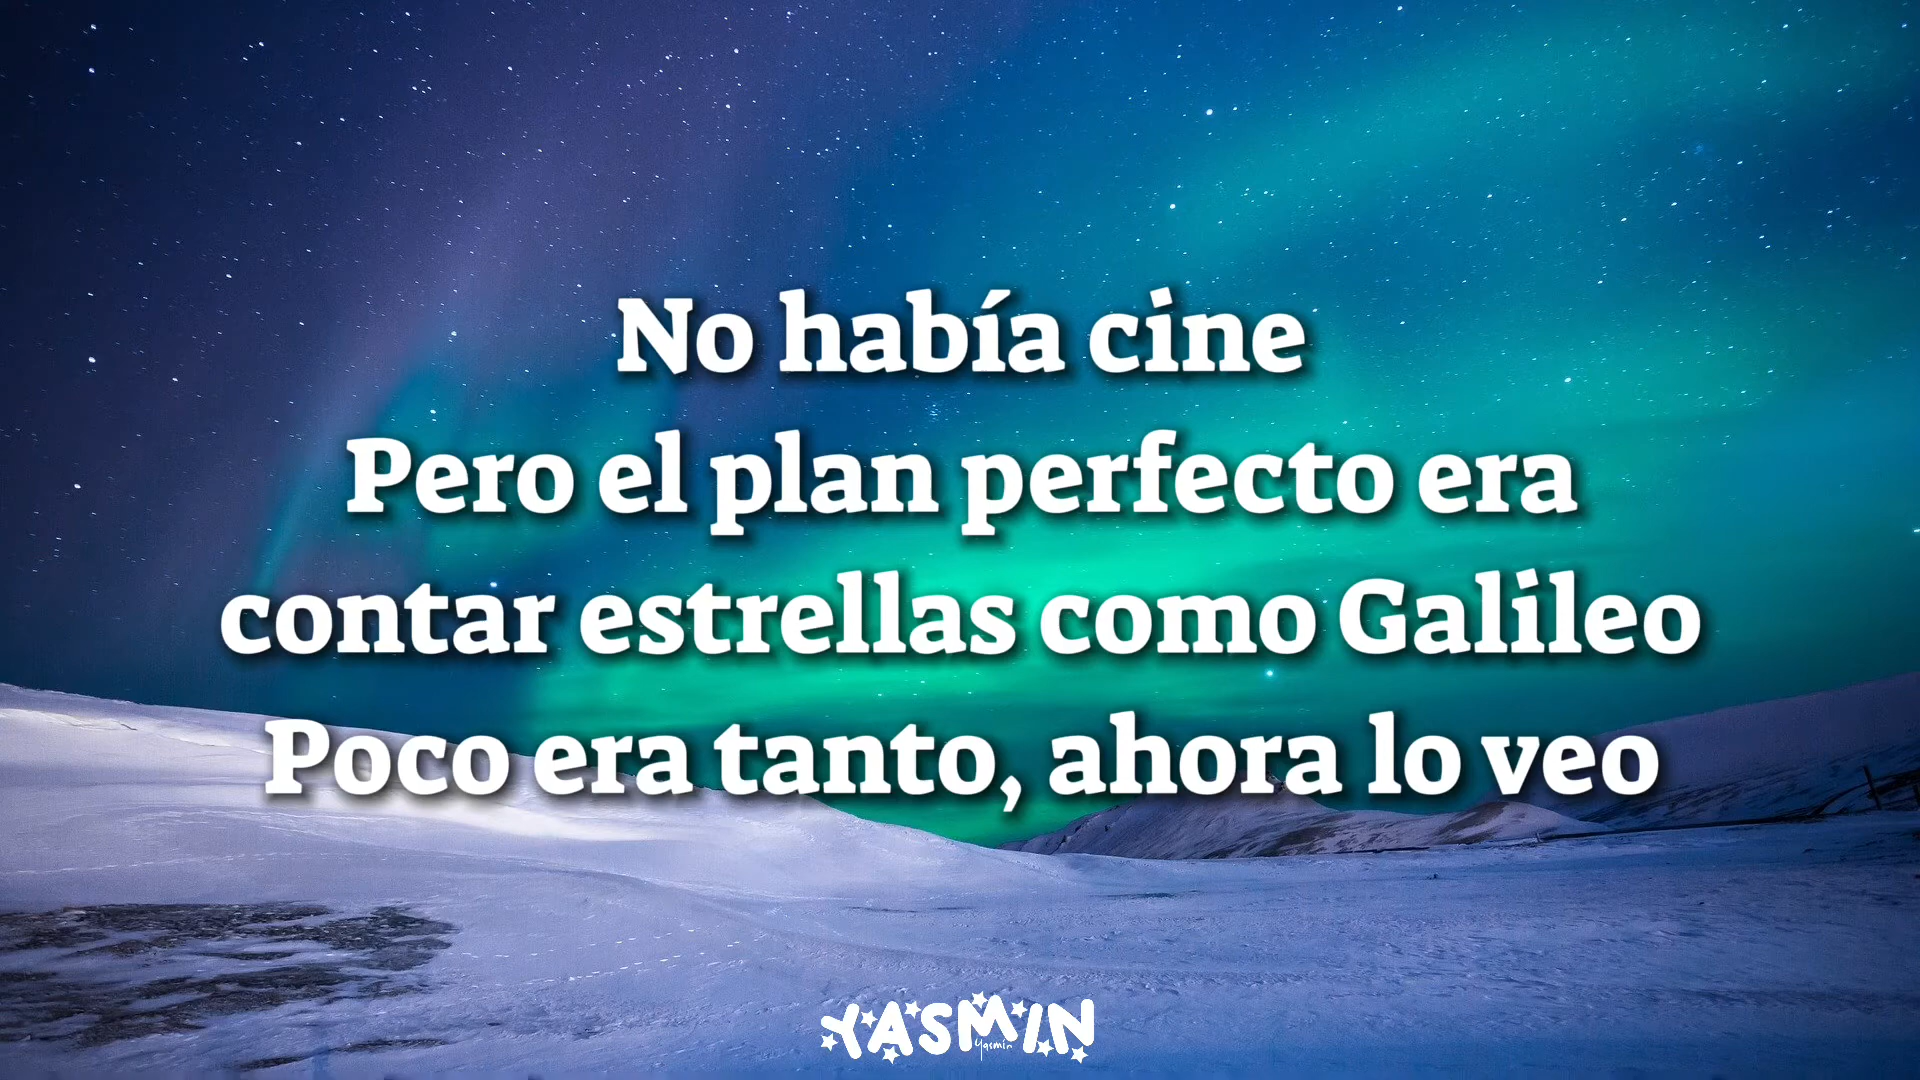 No había cine
Pero el plan perfecto era
contar estrellas como Galileo
Poco era tanto, ahora lo veo
YASMIN
yasmin